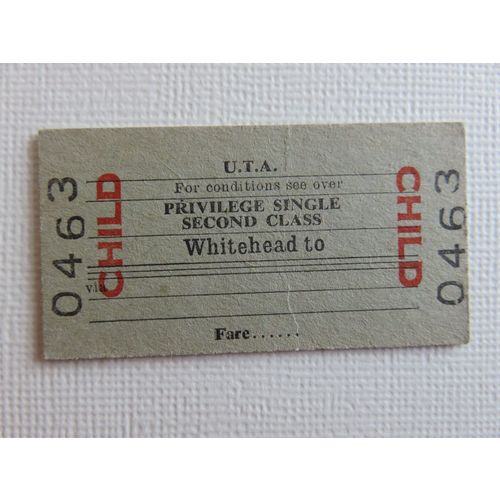 U.T.A.
For conditions see over
PRIVILEGE SINGLE
SECOND CLASS
Whitehead to
via
Fare......
CHILD
CHILD
0463
0463